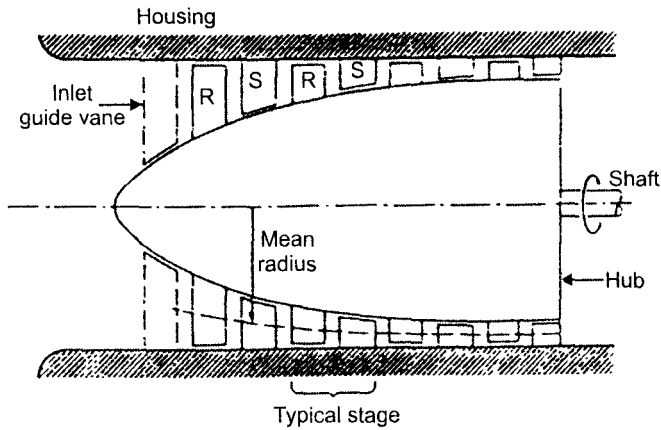 Housing
Inlet
guide vane
R
S
R
S
Shaft
Mean
radius
Hub
Typical stage